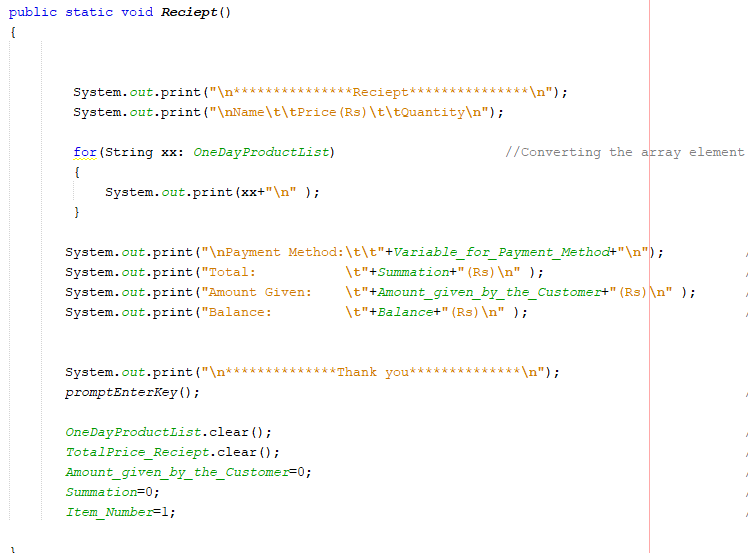 public static void Reciept()
{
System.out.print("\n***************Reciept***************\n");
System.out.print("\nName\t\tPrice(Rs)\t\tQuantity\n");
for(String xx: OneDayProductList) //Converting the array element
{
System.out.print(xx+"\n" );
}
System.out.print("\nPayment Method:\t\t"+Variable_for_Payment_Method+"\n"); /
System.out.print("Total: \t"+Summation+"(Rs)\n" ); /
System.out.print("Amount Given: \t"+Amount_given_by_the_Customer+"(Rs)\n" ); /
System.out.print("Balance: \t"+Balance+"(Rs)\n" ); /
System.out.print("\n**************Thank you**************\n");
promptEnterKey(); /
OneDayProductList.clear(); /
TotalPrice_Reciept.clear(); /
Amount_given_by_the_Customer=0; /
Summation=0; /
Item_Number=1; /
}